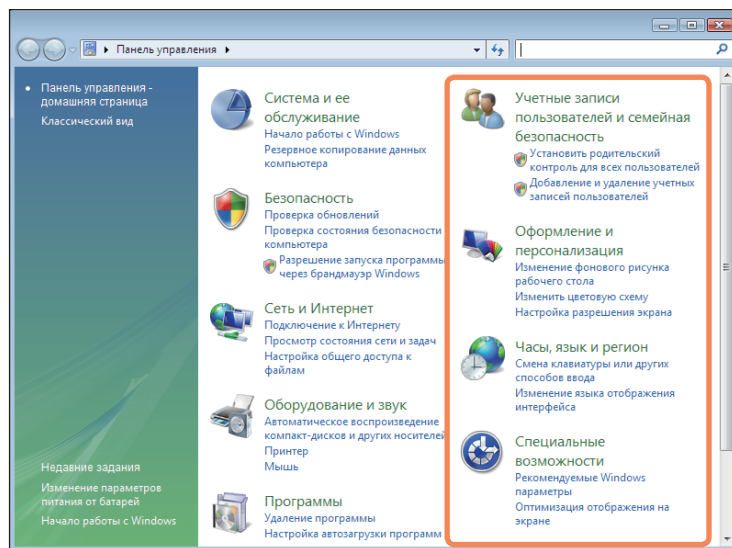 Панель управления
Панель управления -
домашняя страница
Классический вид
Недавние задания
Изменение параметров
питания от батарей
Начало работы с Windows
Система и ее
обслуживание
Начало работы с Windows
Резервное копирование данных
компьютера
Безопасность
Проверка обновлений
Проверка состояния безопасности
компьютера
Разрешение запуска программы
через брандмауэр Windows
Сеть и Интернет
Подключение к Интернету
Просмотр состояния сети и задач
Настройка общего доступа к
файлам
Оборудование и звук
Автоматическое воспроизведение
компакт-дисков и других носителей
Принтер
Мышь
Программы
Удаление программы
Настройка автозагрузки программ
Учетные записи
пользователей и семейная
безопасность
Установить родительский
контроль для всех пользователей
Добавление и удаление учетных
записей пользователей
Оформление и
персонализация
Изменение фонового рисунка
рабочего стола
Изменить цветовую схему
Настройка разрешения экрана
Часы, язык и регион
Смена клавиатуры или других
способов ввода
Изменение языка отображения
интерфейса
Специальные
возможности
Рекомендуемые Windows
параметры
Оптимизация отображения на
экране